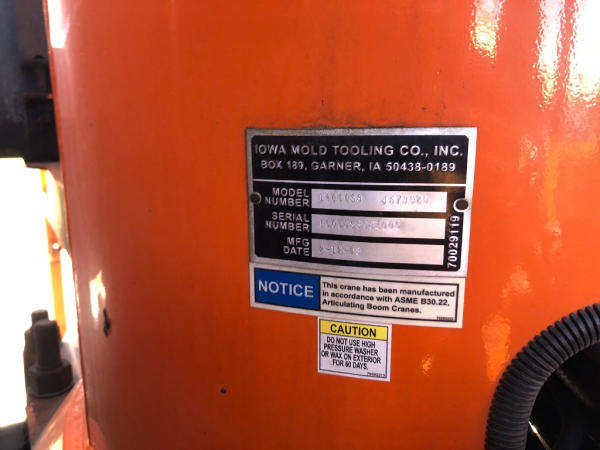 IOWA MOLD TOOLING CO., INC.
BOX 189, GARNER, IA 50438-0189
MODEL
NUMBER
SERIAL
NUMBER
MFG
DATE
70029119
NOTICE
This crane has been manufactured
in accordance with ASME B30.22,
Articulating Boom Cranes.
CAUTION
DO NOT USE HIGH
PRESSURE WASHER
OR WAX ON EXTERIOR
FOR 60 DAYS.